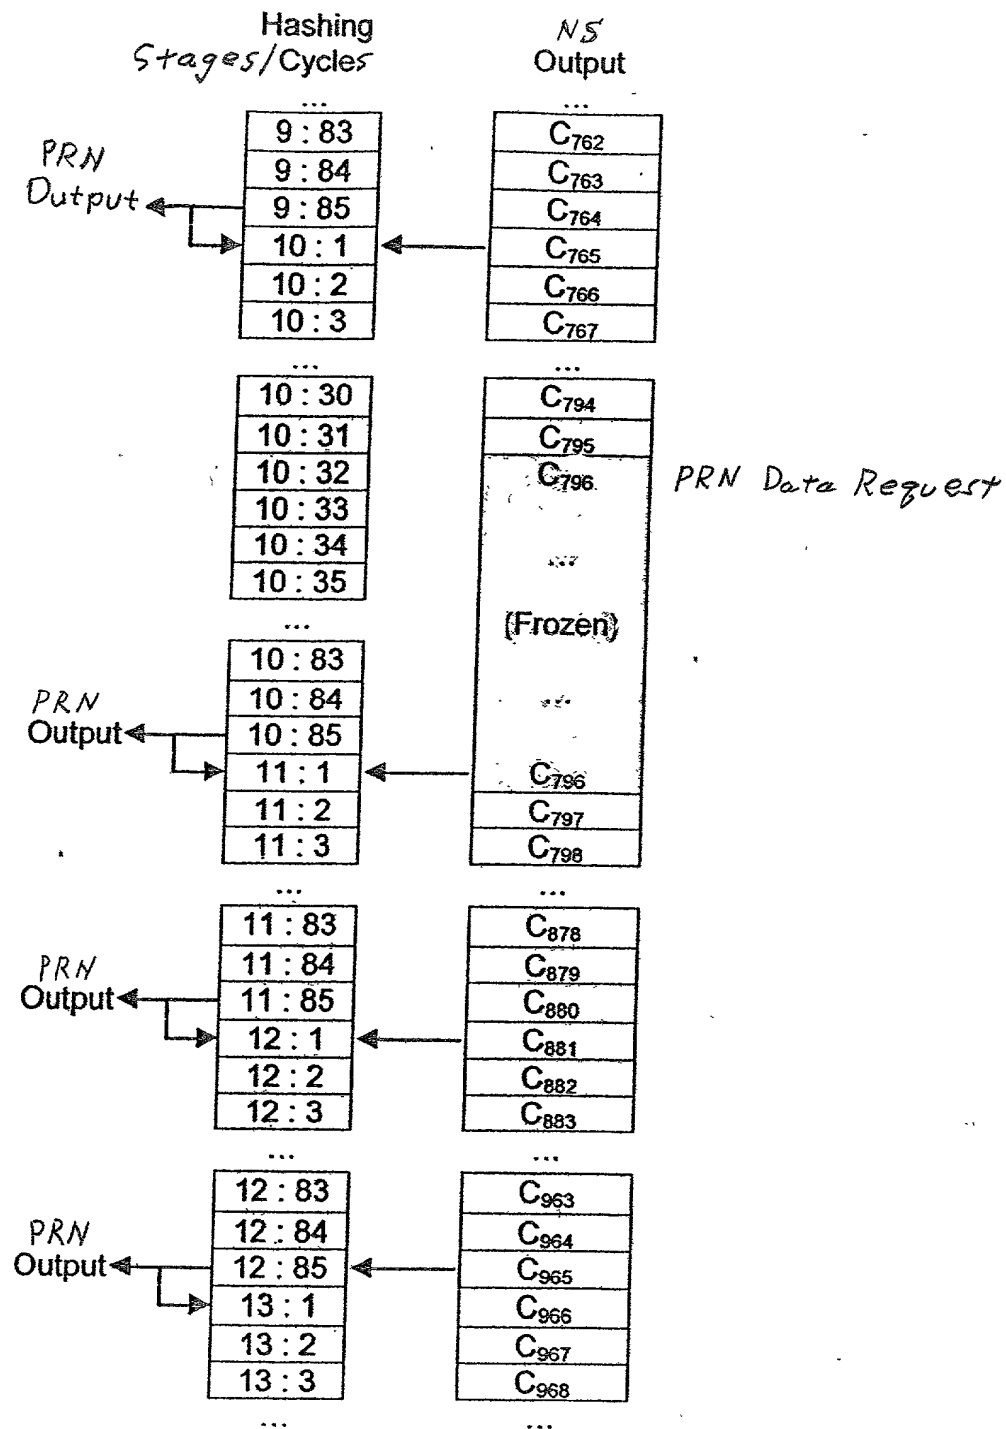 Hashing
Stages/Cycles
NS
Output
...
...
9 : 83
C762
9 : 84
C763
PRN
Output
9 : 85
C764
10 : 1
C765
10 : 2
C766
10 : 3
C767
...
...
10 : 30
C794
10 : 31
C795
10 : 32
C796
PRN Data Request
10 : 33
10 : 34
...
10 : 35
...
(Frozen)
10 : 83
10 : 84
...
PRN
Output
10 : 85
11 : 1
C796
11 : 2
C797
11 : 3
C798
...
...
11 : 83
C878
11 : 84
C879
PRN
Output
11 : 85
C880
12 : 1
C881
12 : 2
C882
12 : 3
C883
...
...
12 : 83
C963
12 : 84
C964
PRN
Output
12 : 85
C965
13 : 1
C966
13 : 2
C967
13 : 3
C968
...
...